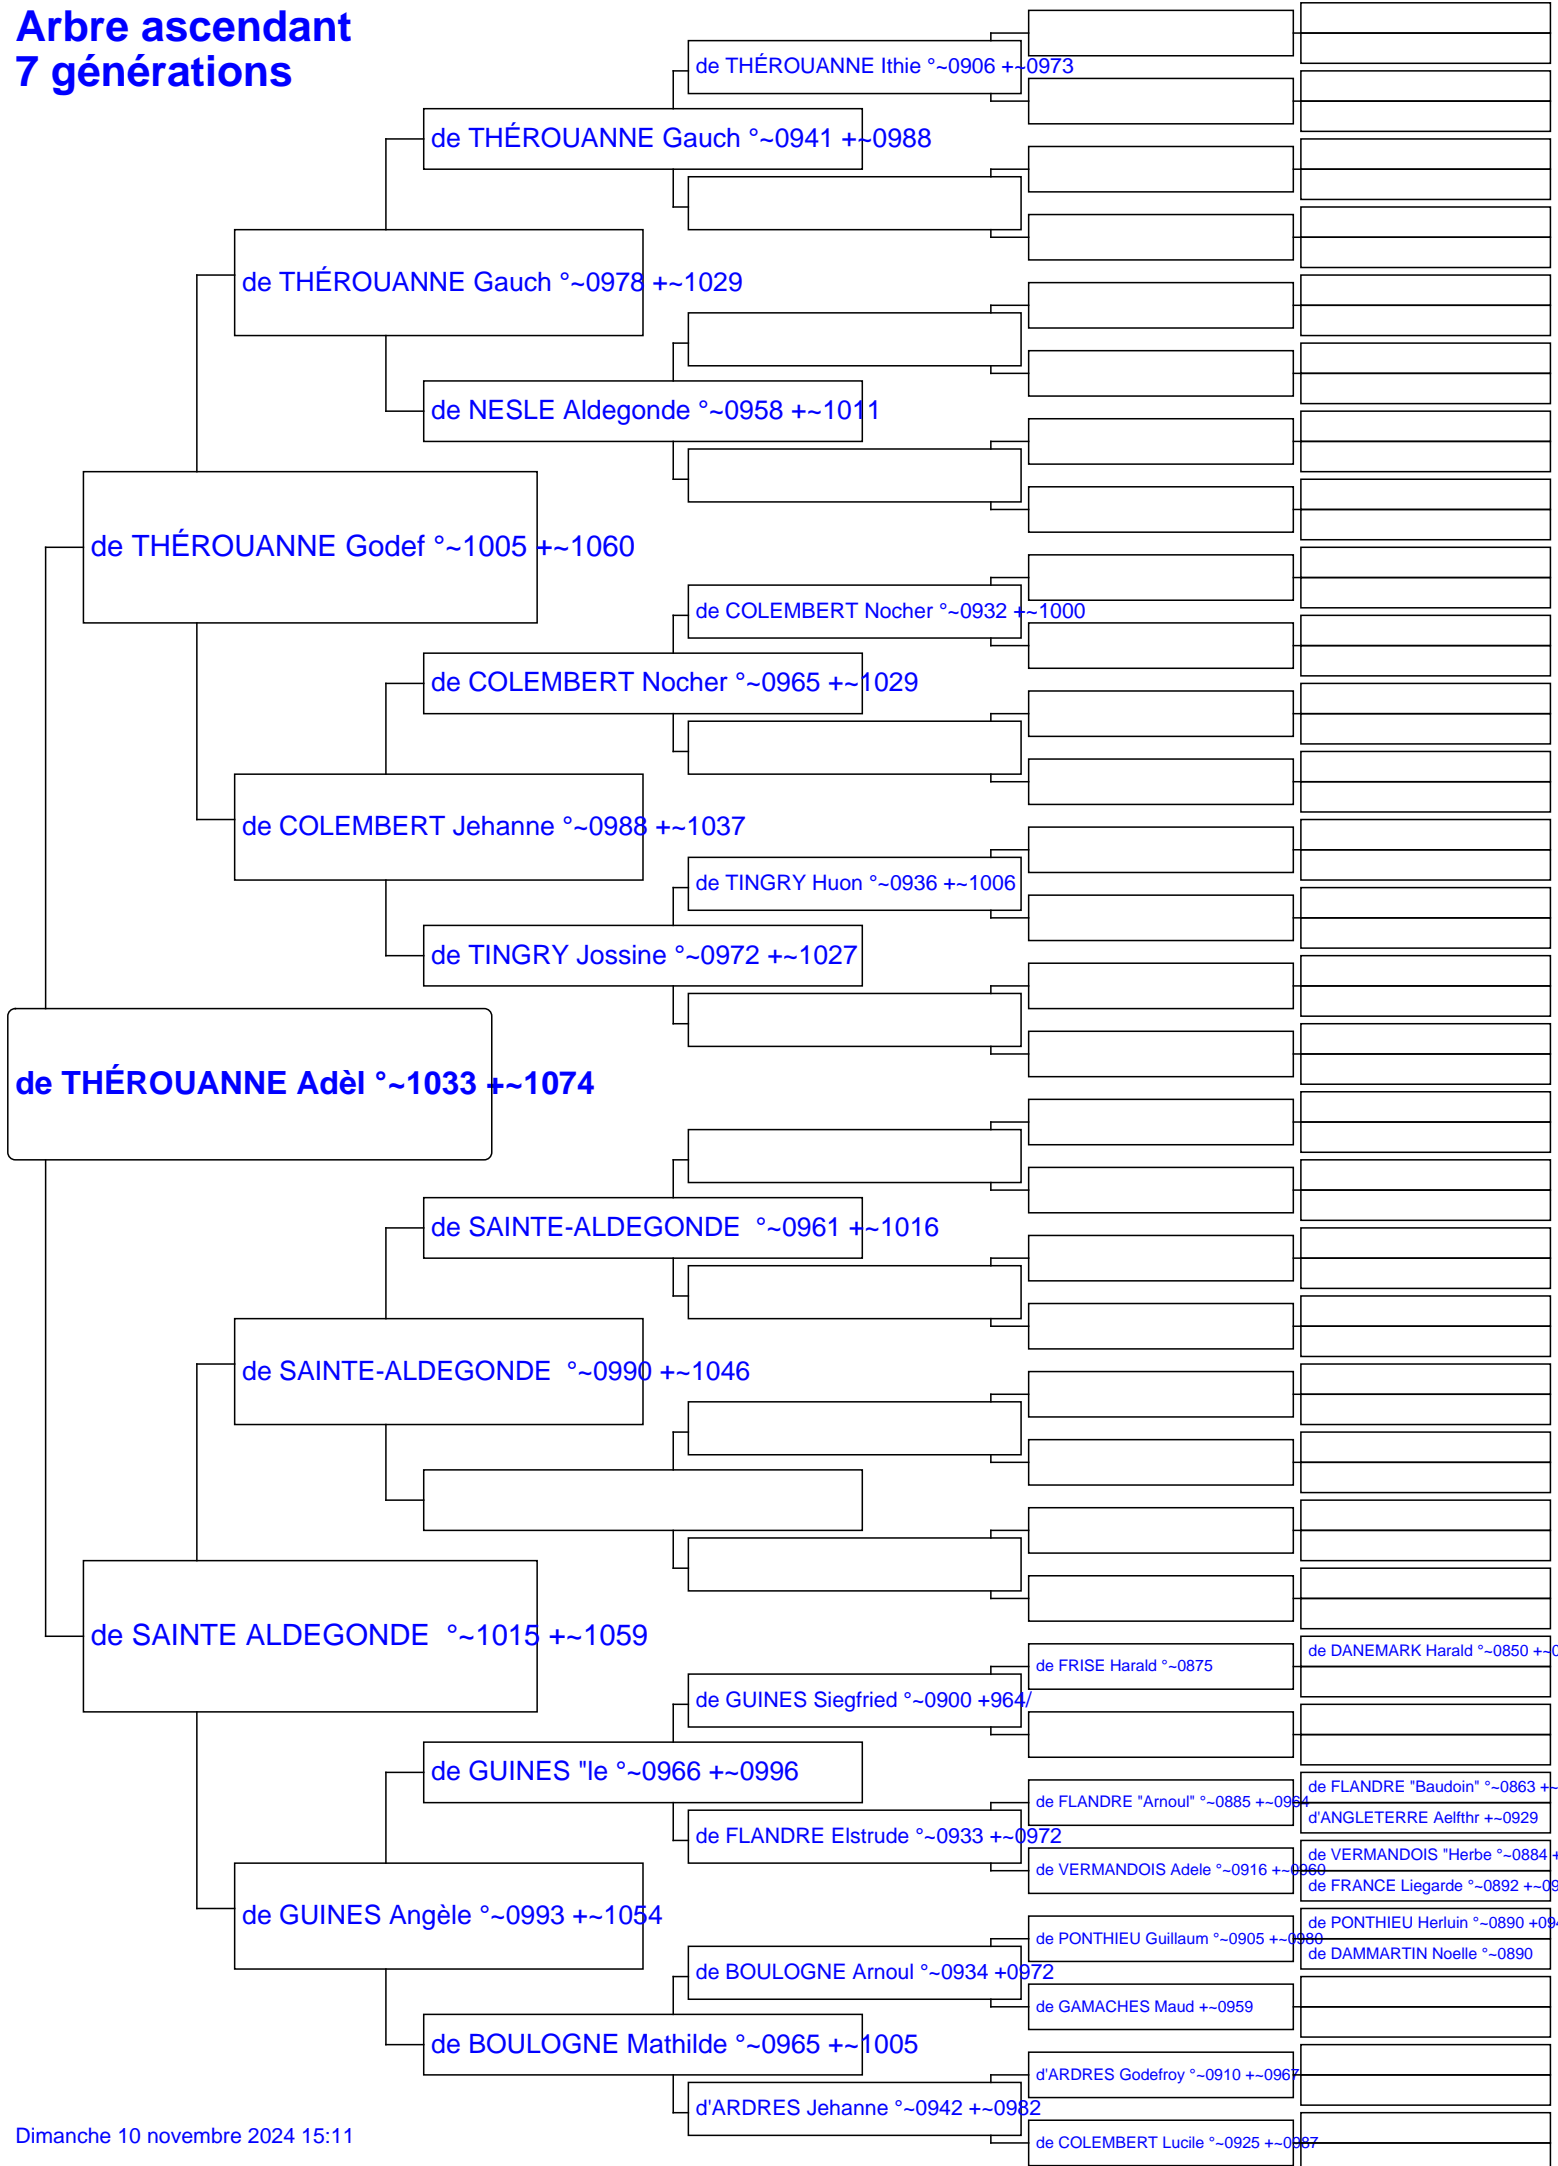 Arbre ascendant
7 générations
de THÉROUANNE Ithie °~0906 +~0973
de THÉROUANNE Gauch °~0941 +~0988
de THÉROUANNE Gauch °~0978 +~1029
de NESLE Aldegonde °~0958 +~1011
de THÉROUANNE Godef °~1005 +~1060
de COLEMBERT Nocher °~0932 +~1000
de COLEMBERT Nocher °~0965 +~1029
de COLEMBERT Jehanne °~0988 +~1037
de TINGRY Huon °~0936 +~1006
de TINGRY Jossine °~0972 +~1027
de THÉROUANNE Adèl °~1033 +~1074
de SAINTE-ALDEGONDE °~0961 +~1016
de SAINTE-ALDEGONDE °~0990 +~1046
de SAINTE ALDEGONDE °~1015 +~1059
de DANEMARK Harald °~0850 +~0
de FRISE Harald °~0875
de GUINES Siegfried °~0900 +964/
de GUINES "le °~0966 +~0996
de FLANDRE "Baudoin" °~0863 +~
de FLANDRE "Arnoul" °~0885 +~0964
d'ANGLETERRE Aelfthr +~0929
de FLANDRE Elstrude °~0933 +~0972
de VERMANDOIS "Herbe °~0884 +
de VERMANDOIS Adele °~0916 +~0960
de FRANCE Liegarde °~0892 +~09
de GUINES Angèle °~0993 +~1054
de PONTHIEU Herluin °~0890 +094
de PONTHIEU Guillaum °~0905 +~0980
de DAMMARTIN Noelle °~0890
de BOULOGNE Arnoul °~0934 +0972
de GAMACHES Maud +~0959
de BOULOGNE Mathilde °~0965 +~1005
d'ARDRES Godefroy °~0910 +~0967
d'ARDRES Jehanne °~0942 +~0982
de COLEMBERT Lucile °~0925 +~0987
Dimanche 10 novembre 2024 15:11